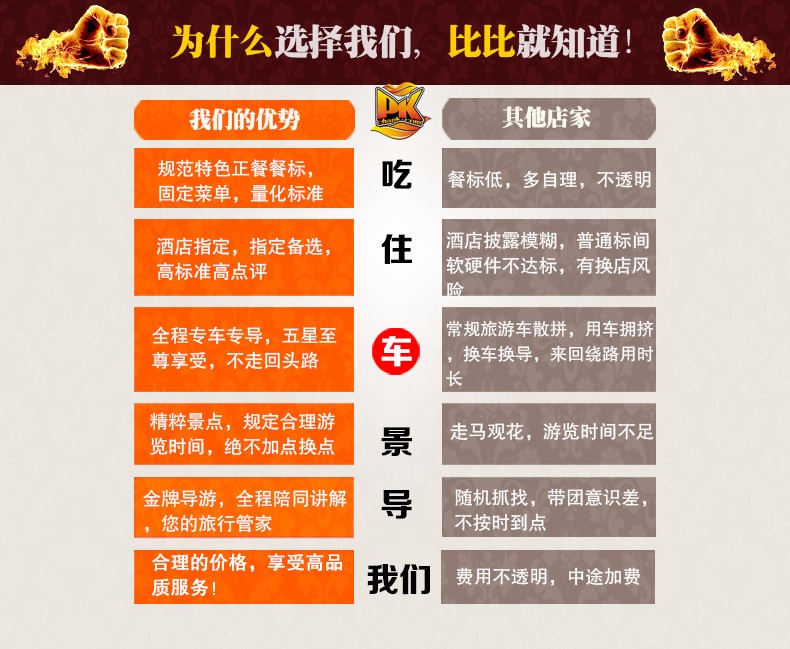 为什么选择我们，比比就知道！
我们的优势
PK
其他店家
规范特色正餐餐标，
固定菜单，量化标准
吃
餐标低，多自理，不透明
酒店指定，指定备选，
高标准高点评
住
酒店披露模糊，普通标间
软硬件不达标，有换店风
险
全程专车专导，五星至
尊享受，不走回头路
车
常规旅游车散拼，用车拥挤
，换车换导，来回绕路用时
长
精粹景点，规定合理游
览时间，绝不加点换点
景
走马观花，游览时间不足
金牌导游，全程陪同讲解
，您的旅行管家
导
随机抓找，带团意识差，
不按时到点
合理的价格，享受高品
质服务！
我们
费用不透明，中途加费